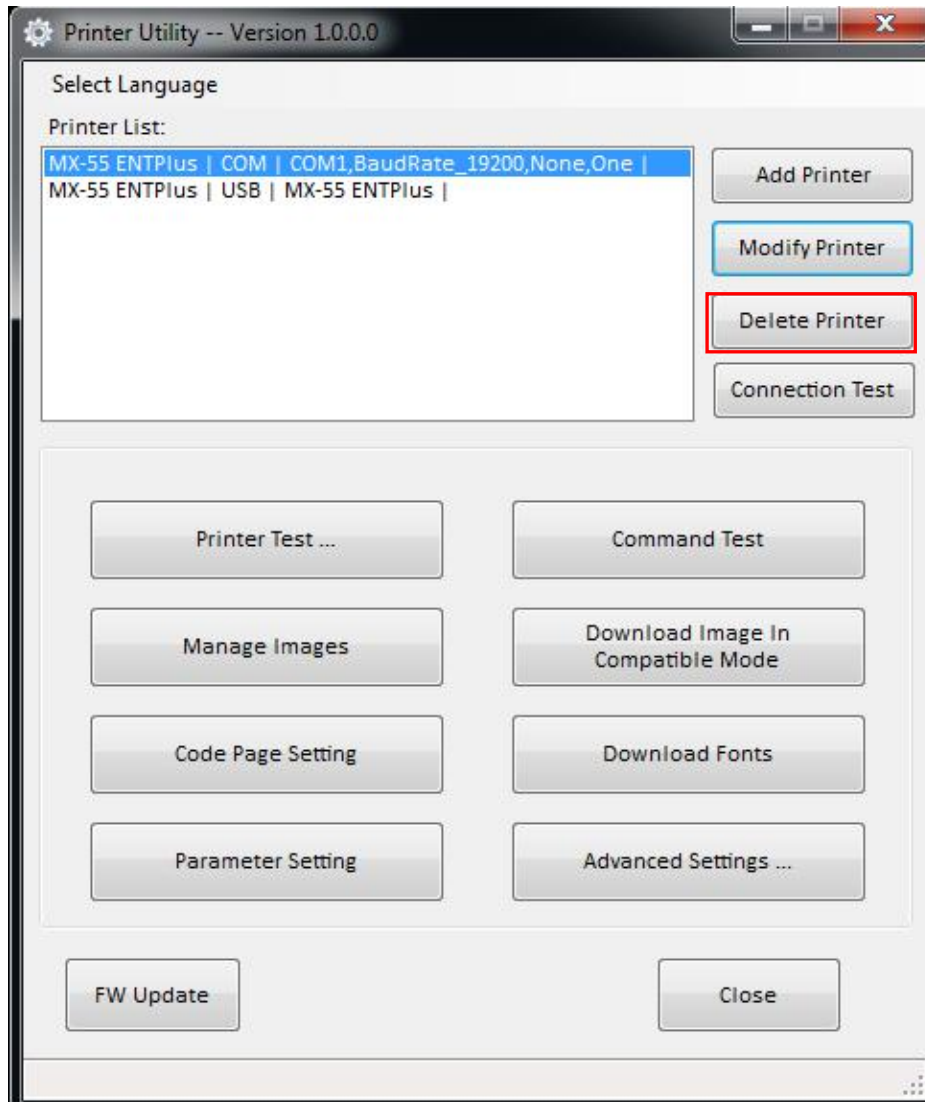 Printer Utility -- Version 1.0.0.0
Select Language
Printer List:
MX-55 ENTPlus | COM | COM1,BaudRate_19200,None,One |
MX-55 ENTPlus | USB | MX-55 ENTPlus |
Add Printer
Modify Printer
Delete Printer
Connection Test
Printer Test ...
Command Test
Manage Images
Download Image In
Compatible Mode
Code Page Setting
Download Fonts
Parameter Setting
Advanced Settings ...
FW Update
Close